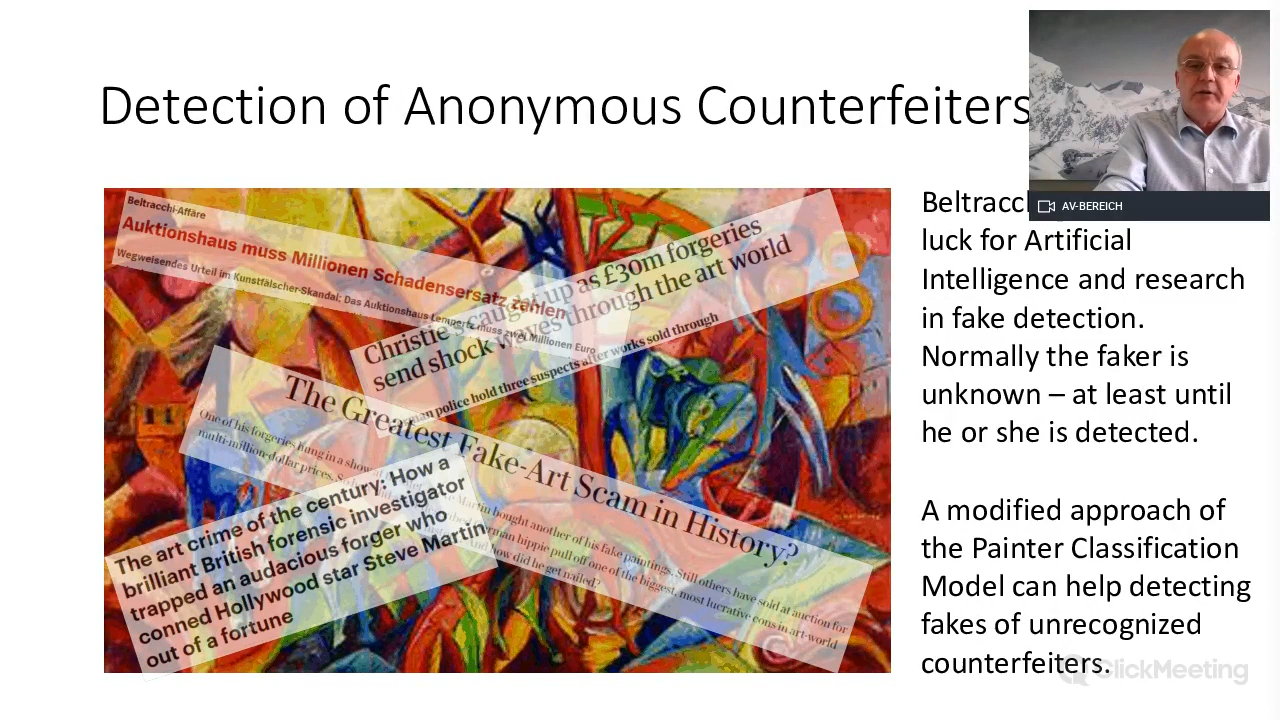 Detection of Anonymous Counterfeiters
AV-BEREICH
Beltracchi-Affäre
Auktionshaus muss Millionen Schadensersatz zahlen
Wegweisendes Urteil im Kunstfälscher-Skandal: Das Auktionshaus Lempertz muss zwei Millionen Euro
Christie's caught up as £30m forgeries
send shock waves through the art world
police hold three suspects after works sold through
The Greatest Fake-Art Scam in History?
One of his forgeries hung in a show
Martin bought another of his fake paintings. Still others have sold at auction for
multi-million-dollar prices.
hippie pull off one of the biggest, most lucrative cons in art-world
And how did he get nailed?
The art crime of the century: How a
brilliant British forensic investigator
trapped an audacious forger who
conned Hollywood star Steve Martin
out of a fortune
luck for Artificial
Intelligence and research
in fake detection.
Normally the faker is
unknown – at least until
he or she is detected.
A modified approach of
the Painter Classification
Model can help detecting
fakes of unrecognized
counterfeiters.
ClickMeeting